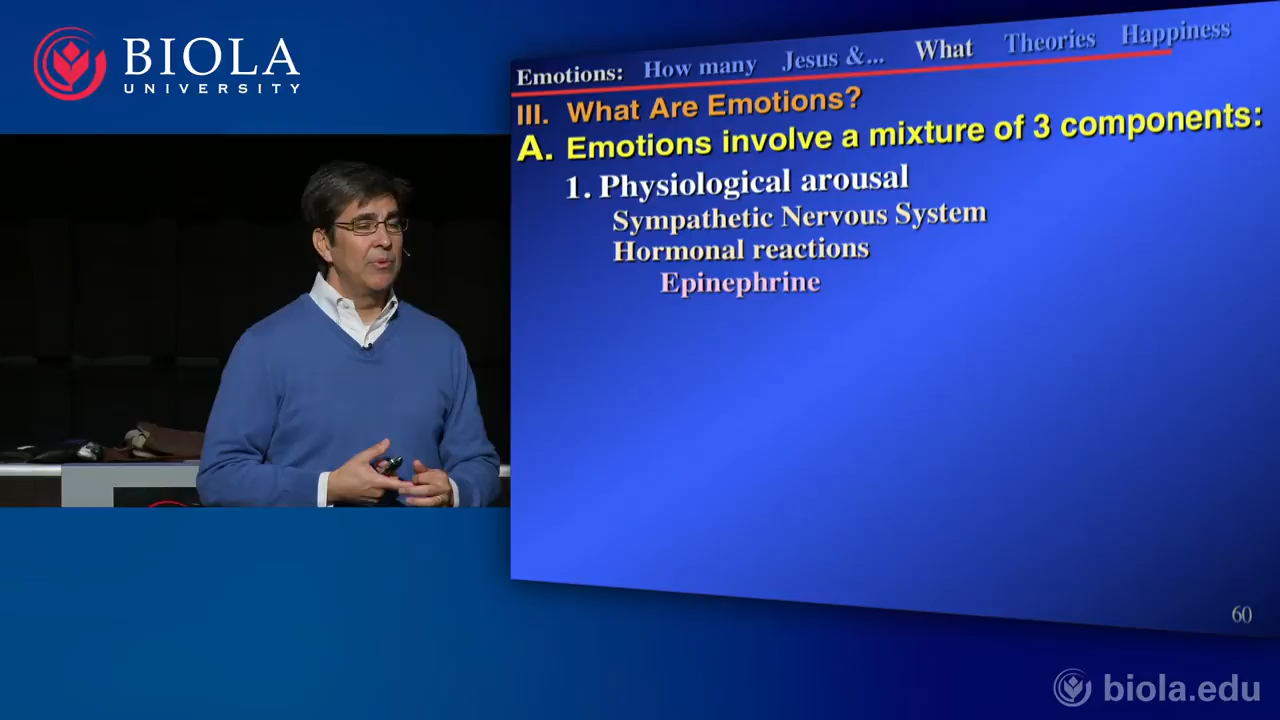 BIOLA
UNIVERSITY
Emotions: How many Jesus &... What Theories Happiness
III. What Are Emotions?
A. Emotions involve a mixture of 3 components:
1. Physiological arousal
Sympathetic Nervous System
Hormonal reactions
Epinephrine
60
biola.edu